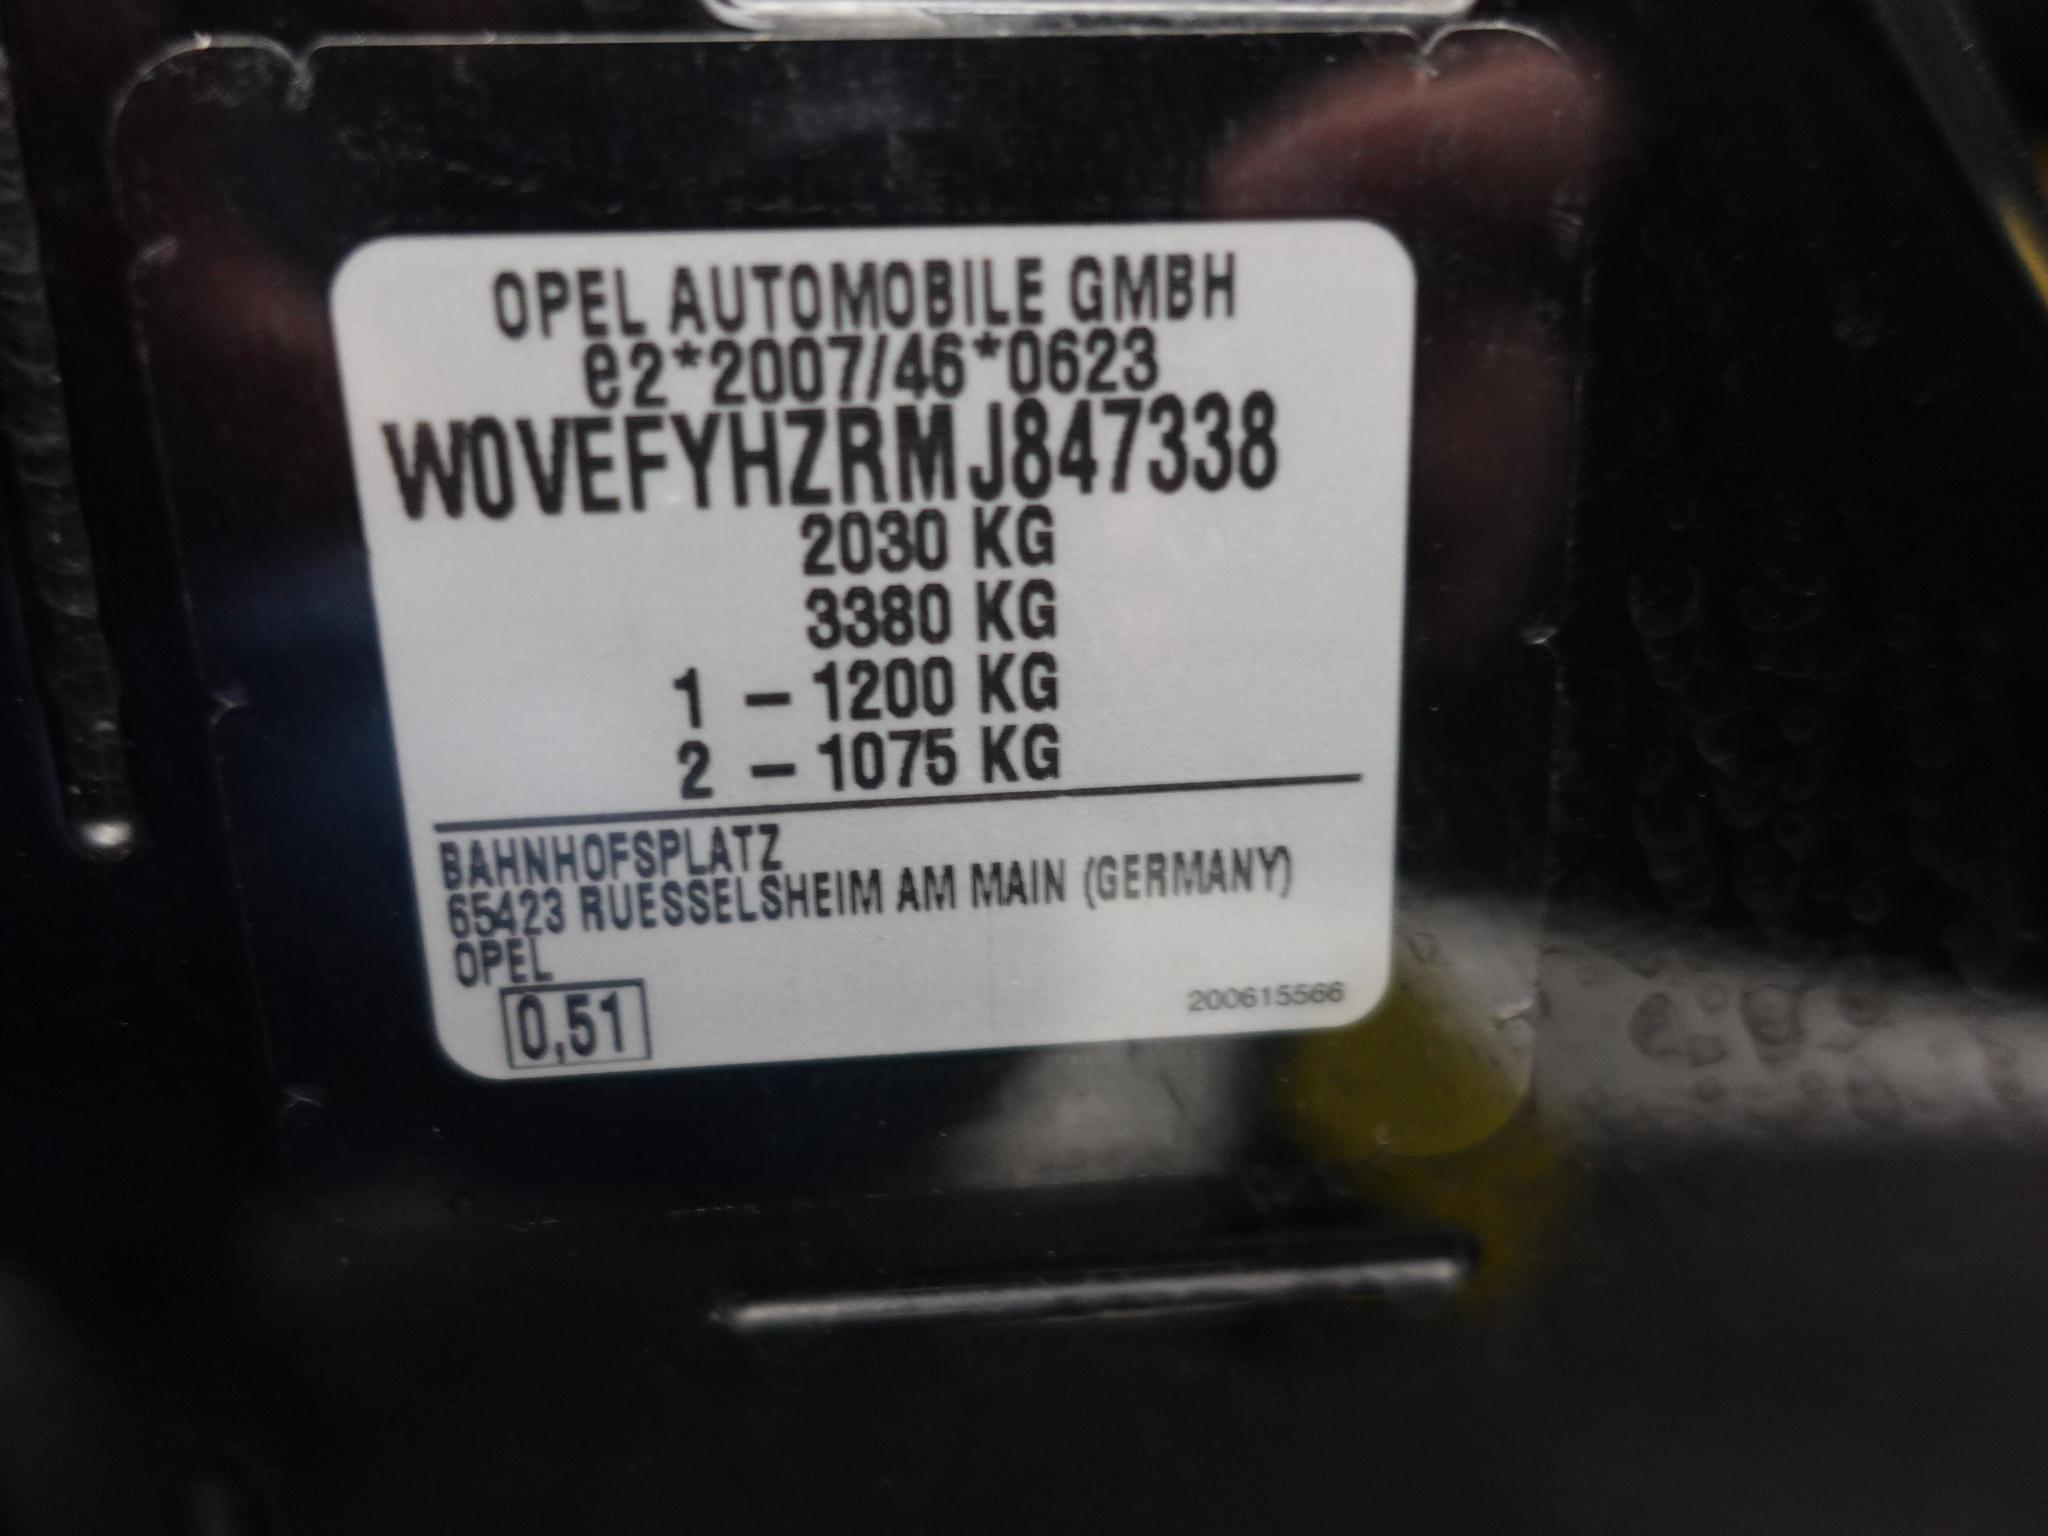 OPEL AUTOMOBILE GMBH
e2*2007/46*0623
W0VEFYHZRMJ847338
2030 KG
3380 KG
1 - 1200 KG
2 - 1075 KG
BAHNHOFSPLATZ
65423 RUESSELSHEIM AM MAIN (GERMANY)
OPEL
0,51
200615566